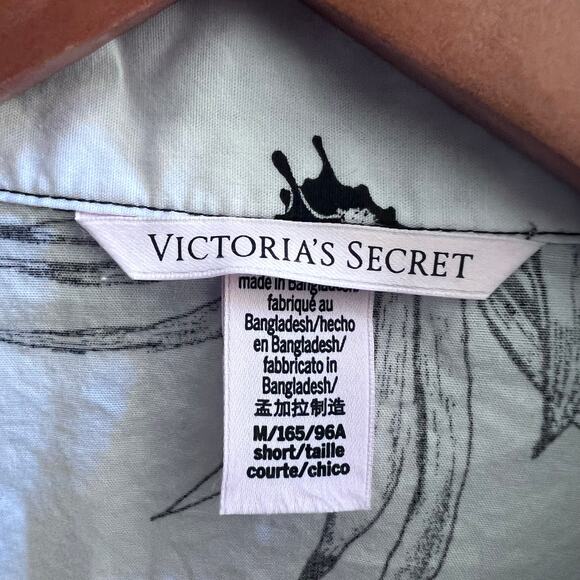 VICTORIA'S SECRET
made in Bangladesh/
fabriqué au
Bangladesh/hecho
en Bangladesh/
fabbricato in
Bangladesh/
孟加拉制造
M/165/96A
short/taille
courte/chico